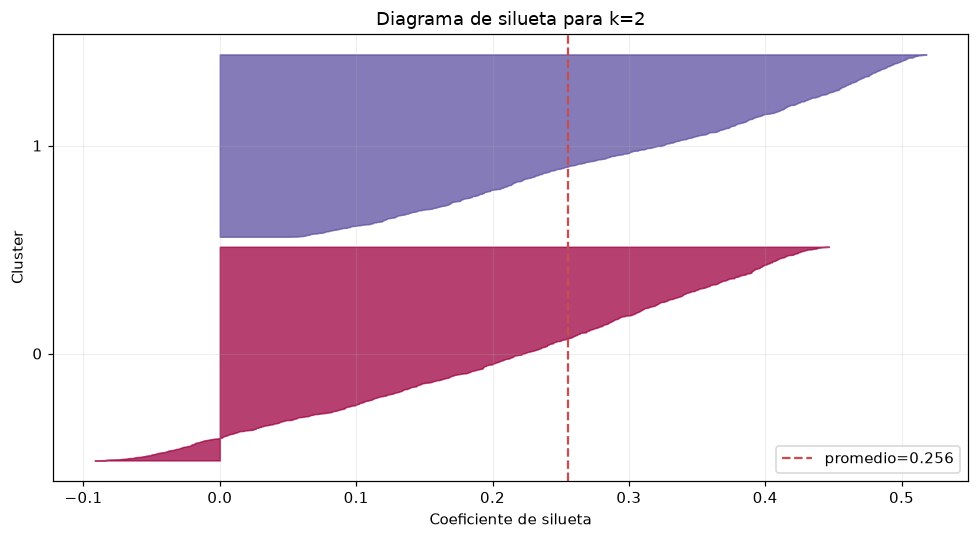 Diagrama de silueta para k=2
Cluster
1
0
−0.1 0.0 0.1 0.2 0.3 0.4 0.5
Coeficiente de silueta
promedio=0.256